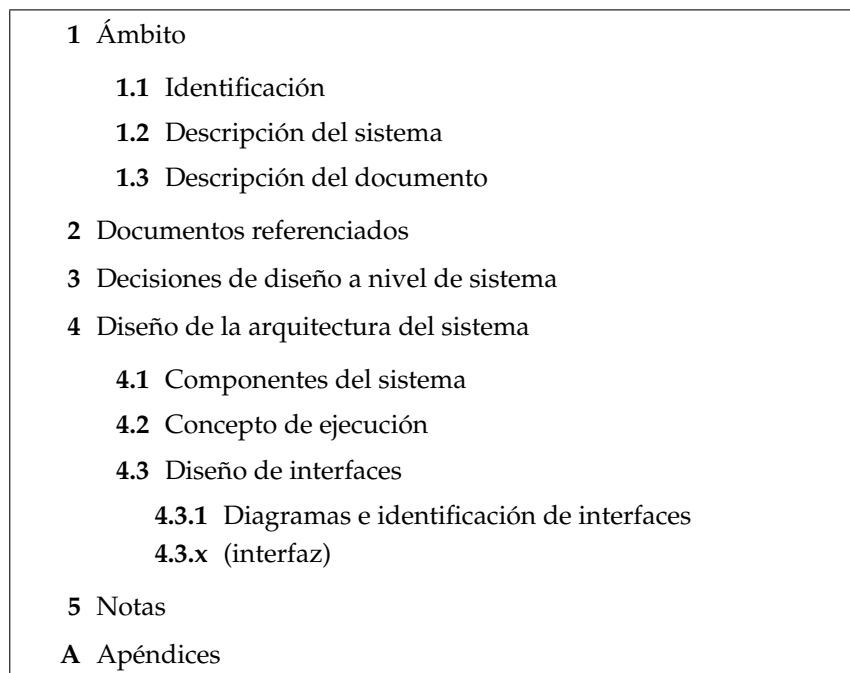 1 Ámbito
1.1 Identificación
1.2 Descripción del sistema
1.3 Descripción del documento
2 Documentos referenciados
3 Decisiones de diseño a nivel de sistema
4 Diseño de la arquitectura del sistema
4.1 Componentes del sistema
4.2 Concepto de ejecución
4.3 Diseño de interfaces
4.3.1 Diagramas e identificación de interfaces
4.3.x (interfaz)
5 Notas
A Apéndices